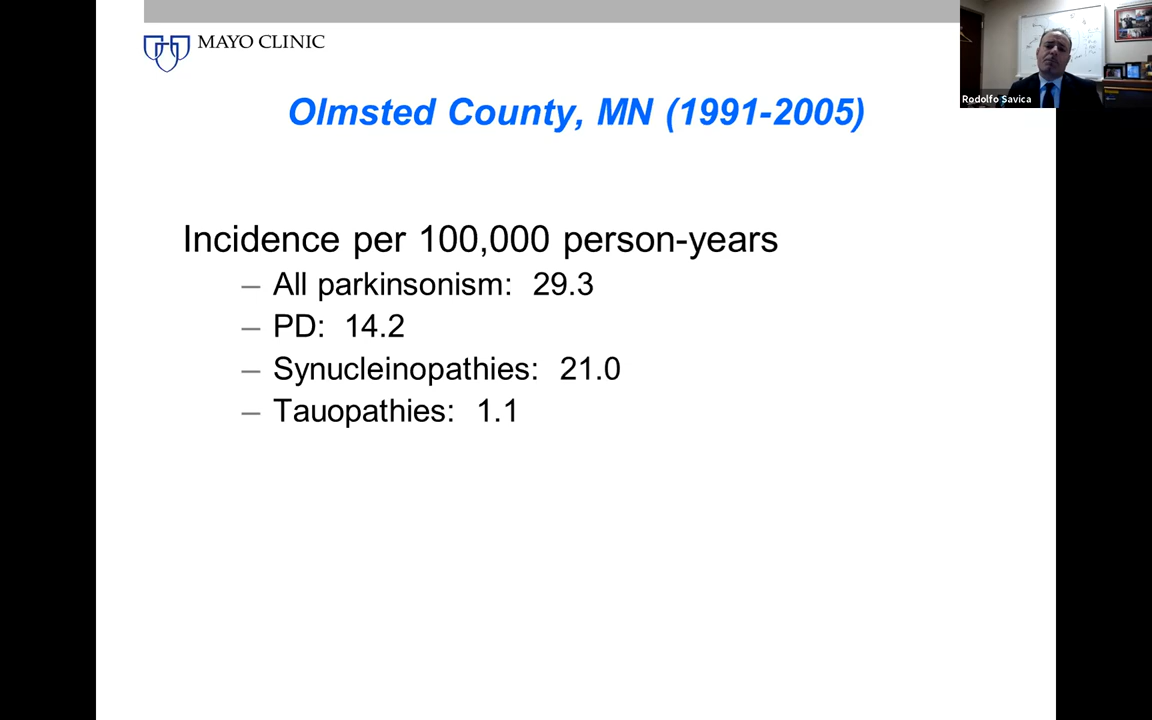 MAYO CLINIC
Rodolfo Savica
Olmsted County, MN (1991-2005)
Incidence per 100,000 person-years
– All parkinsonism: 29.3
– PD: 14.2
– Synucleinopathies: 21.0
– Tauopathies: 1.1